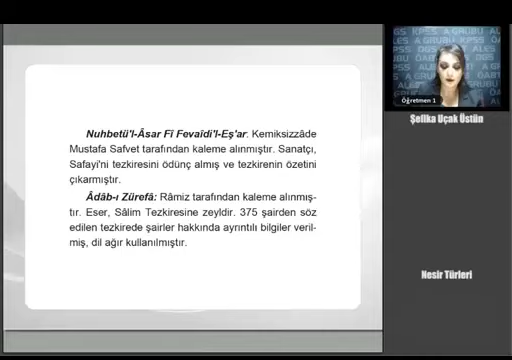 Nuhbetü'l-Âsar Fî Fevaîdi'l-Eş'ar. Kemiksizzâde
Mustafa Safvet tarafından kaleme alınmıştır. Sanatçı,
Safayi'ni tezkiresini ödünç almış ve tezkirenin özetini
çıkarmıştır.
Âdâb-ı Zürefâ: Râmiz tarafından kaleme alınmış-
tır. Eser, Sâlim Tezkiresine zeyldir. 375 şairden söz
edilen tezkirede şairler hakkında ayrıntılı bilgiler veril-
miş, dil ağır kullanılmıştır.
Öğretmen 1
Şefika Uçak Üstün
Nesir Türleri